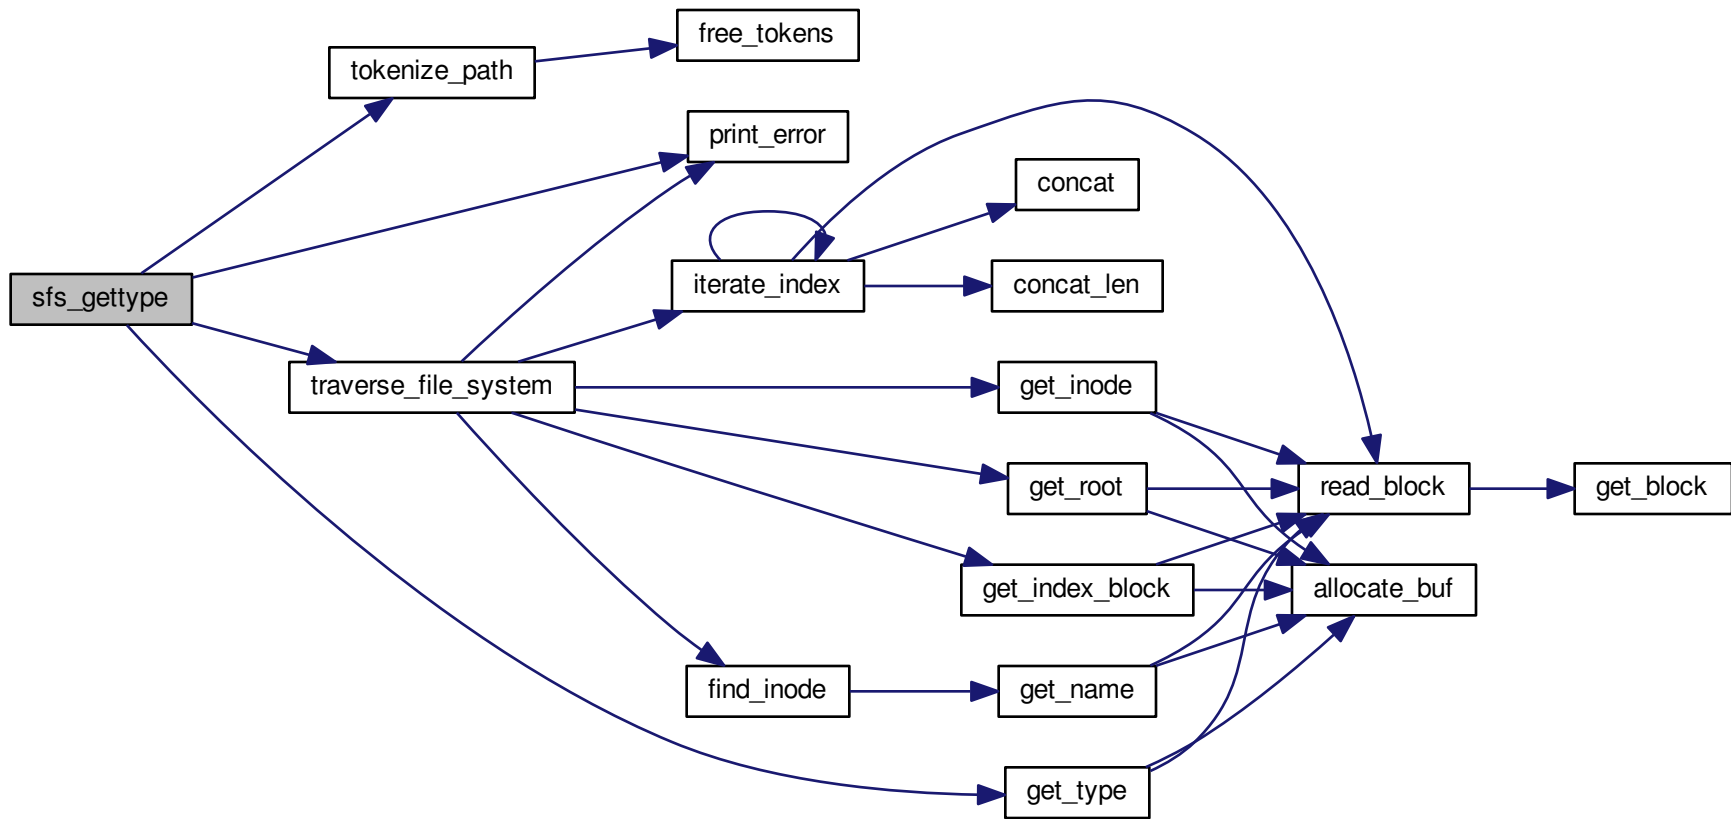 free_tokens
tokenize_path
print_error
concat
iterate_index
concat_len
sfs_gettype
traverse_file_system
get_inode
get_root
read_block
get_block
get_index_block
allocate_buf
find_inode
get_name
get_type